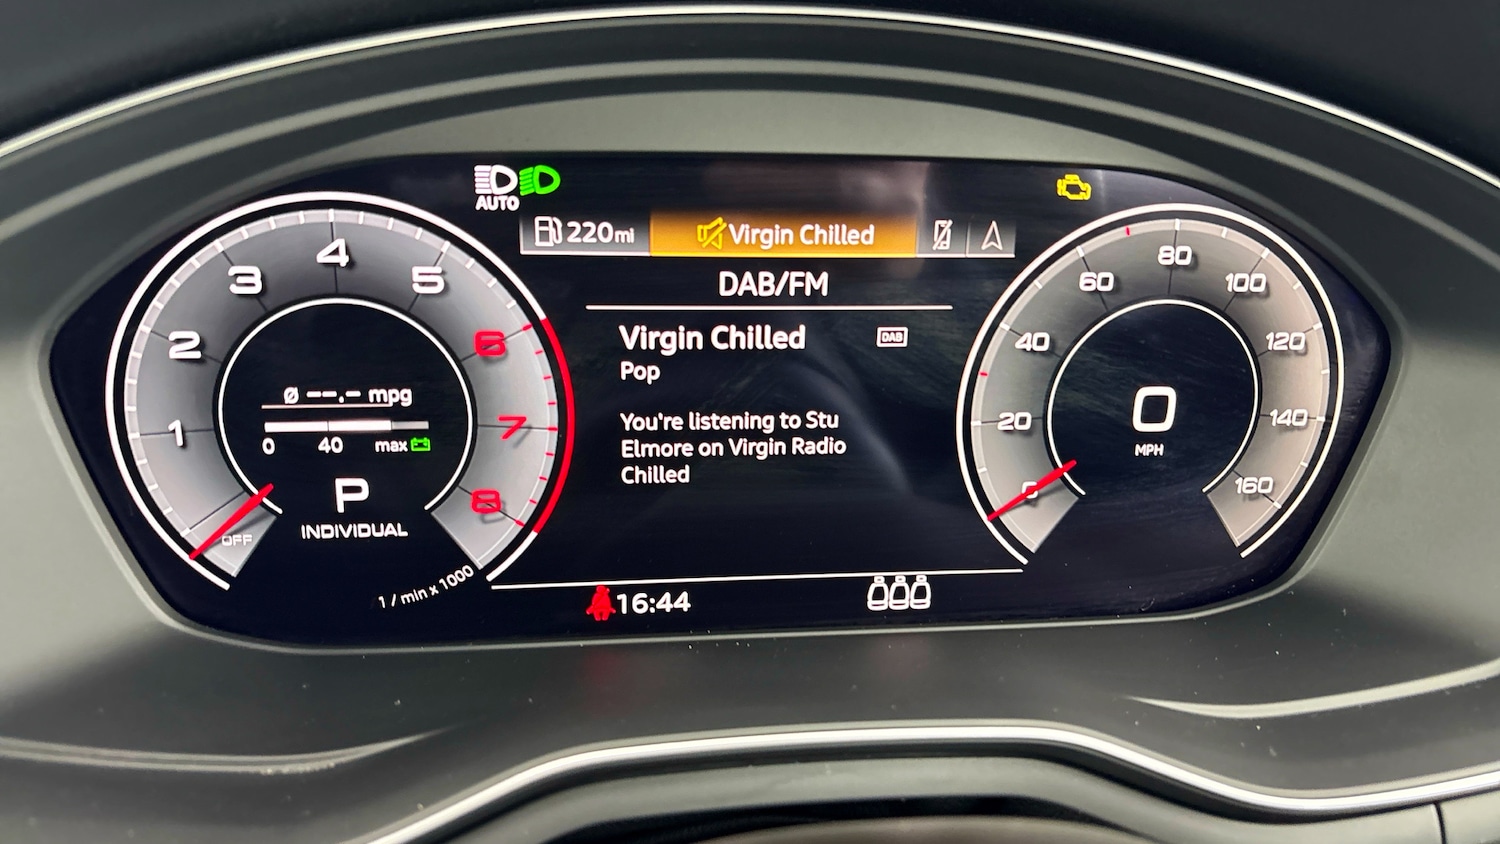 AUTO
220mi
Virgin Chilled
DAB/FM
Virgin Chilled
DAB
Pop
You're listening to Stu
Elmore on Virgin Radio
Chilled
16:44
OFF
1
2
3
4
5
6
7
8
1 / min x 1000
Ø --.- mpg
0 40 max
P
INDIVIDUAL
0
20
40
60
80
100
120
140
160
0
MPH